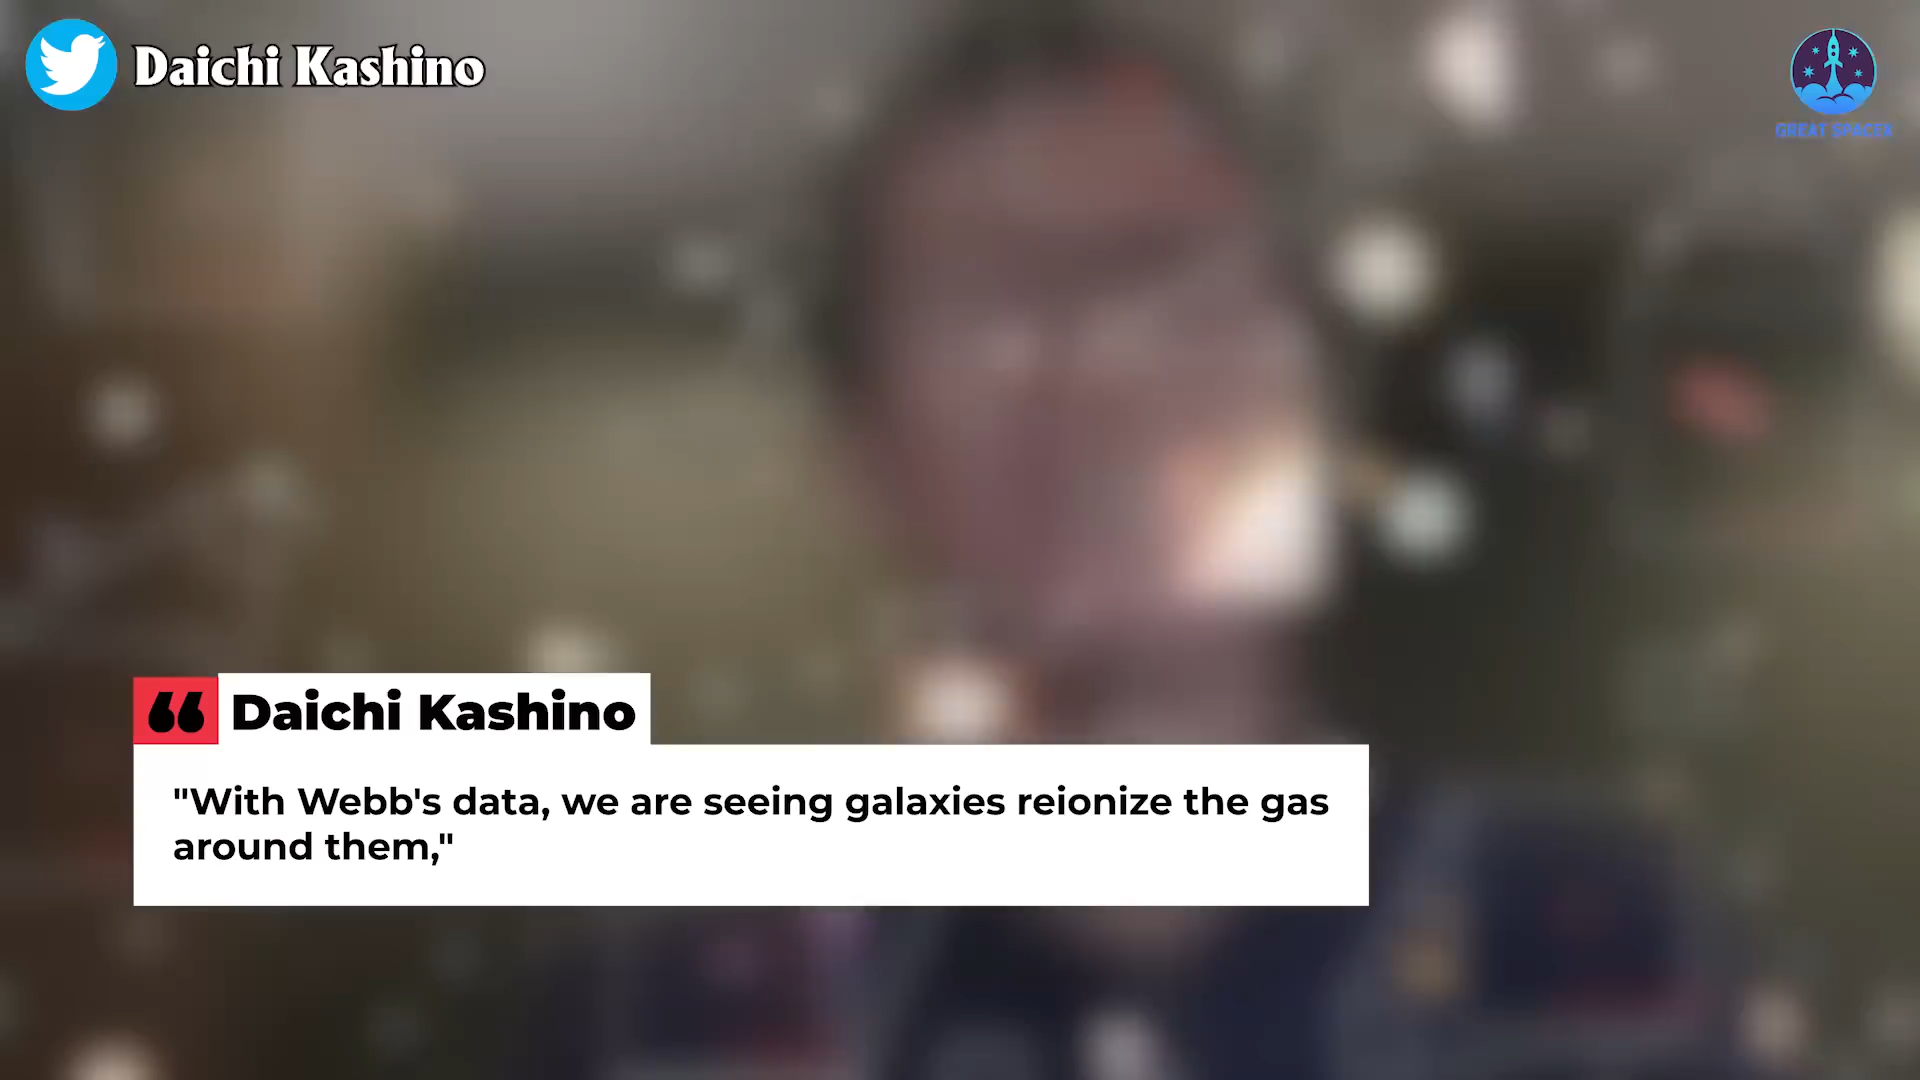 Daichi Kashino
GREAT SPACES
Daichi Kashino
"With Webb's data, we are seeing galaxies reionize the gas
around them,"